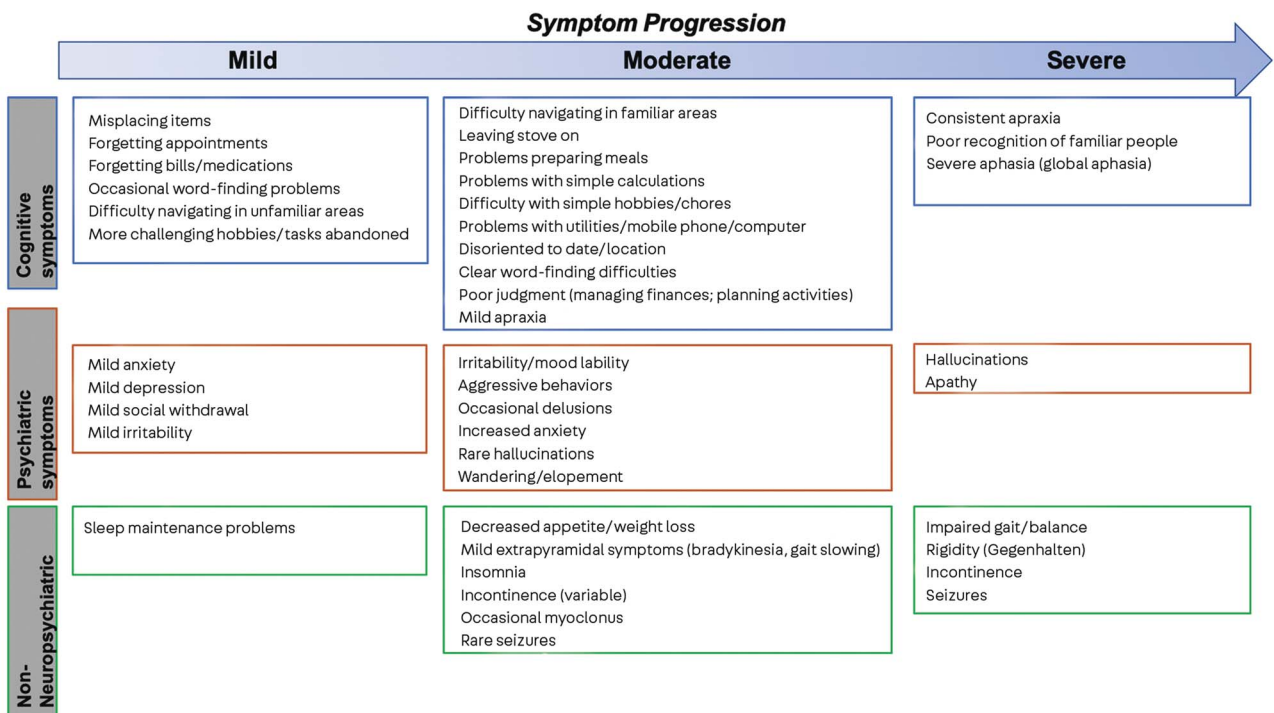 Symptom Progression
Mild
Moderate
Severe
Cognitive
symptoms
Misplacing items
Forgetting appointments
Forgetting bills/medications
Occasional word-finding problems
Difficulty navigating in unfamiliar areas
More challenging hobbies/tasks abandoned
Difficulty navigating in familiar areas
Leaving stove on
Problems preparing meals
Problems with simple calculations
Difficulty with simple hobbies/chores
Problems with utilities/mobile phone/computer
Disoriented to date/location
Clear word-finding difficulties
Poor judgment (managing finances; planning activities)
Mild apraxia
Consistent apraxia
Poor recognition of familiar people
Severe aphasia (global aphasia)
Psychiatric
symptoms
Mild anxiety
Mild depression
Mild social withdrawal
Mild irritability
Irritability/mood lability
Aggressive behaviors
Occasional delusions
Increased anxiety
Rare hallucinations
Wandering/elopement
Hallucinations
Apathy
Non-
Neuropsychiatric
Sleep maintenance problems
Decreased appetite/weight loss
Mild extrapyramidal symptoms (bradykinesia, gait slowing)
Insomnia
Incontinence (variable)
Occasional myoclonus
Rare seizures
Impaired gait/balance
Rigidity (Gegenhalten)
Incontinence
Seizures